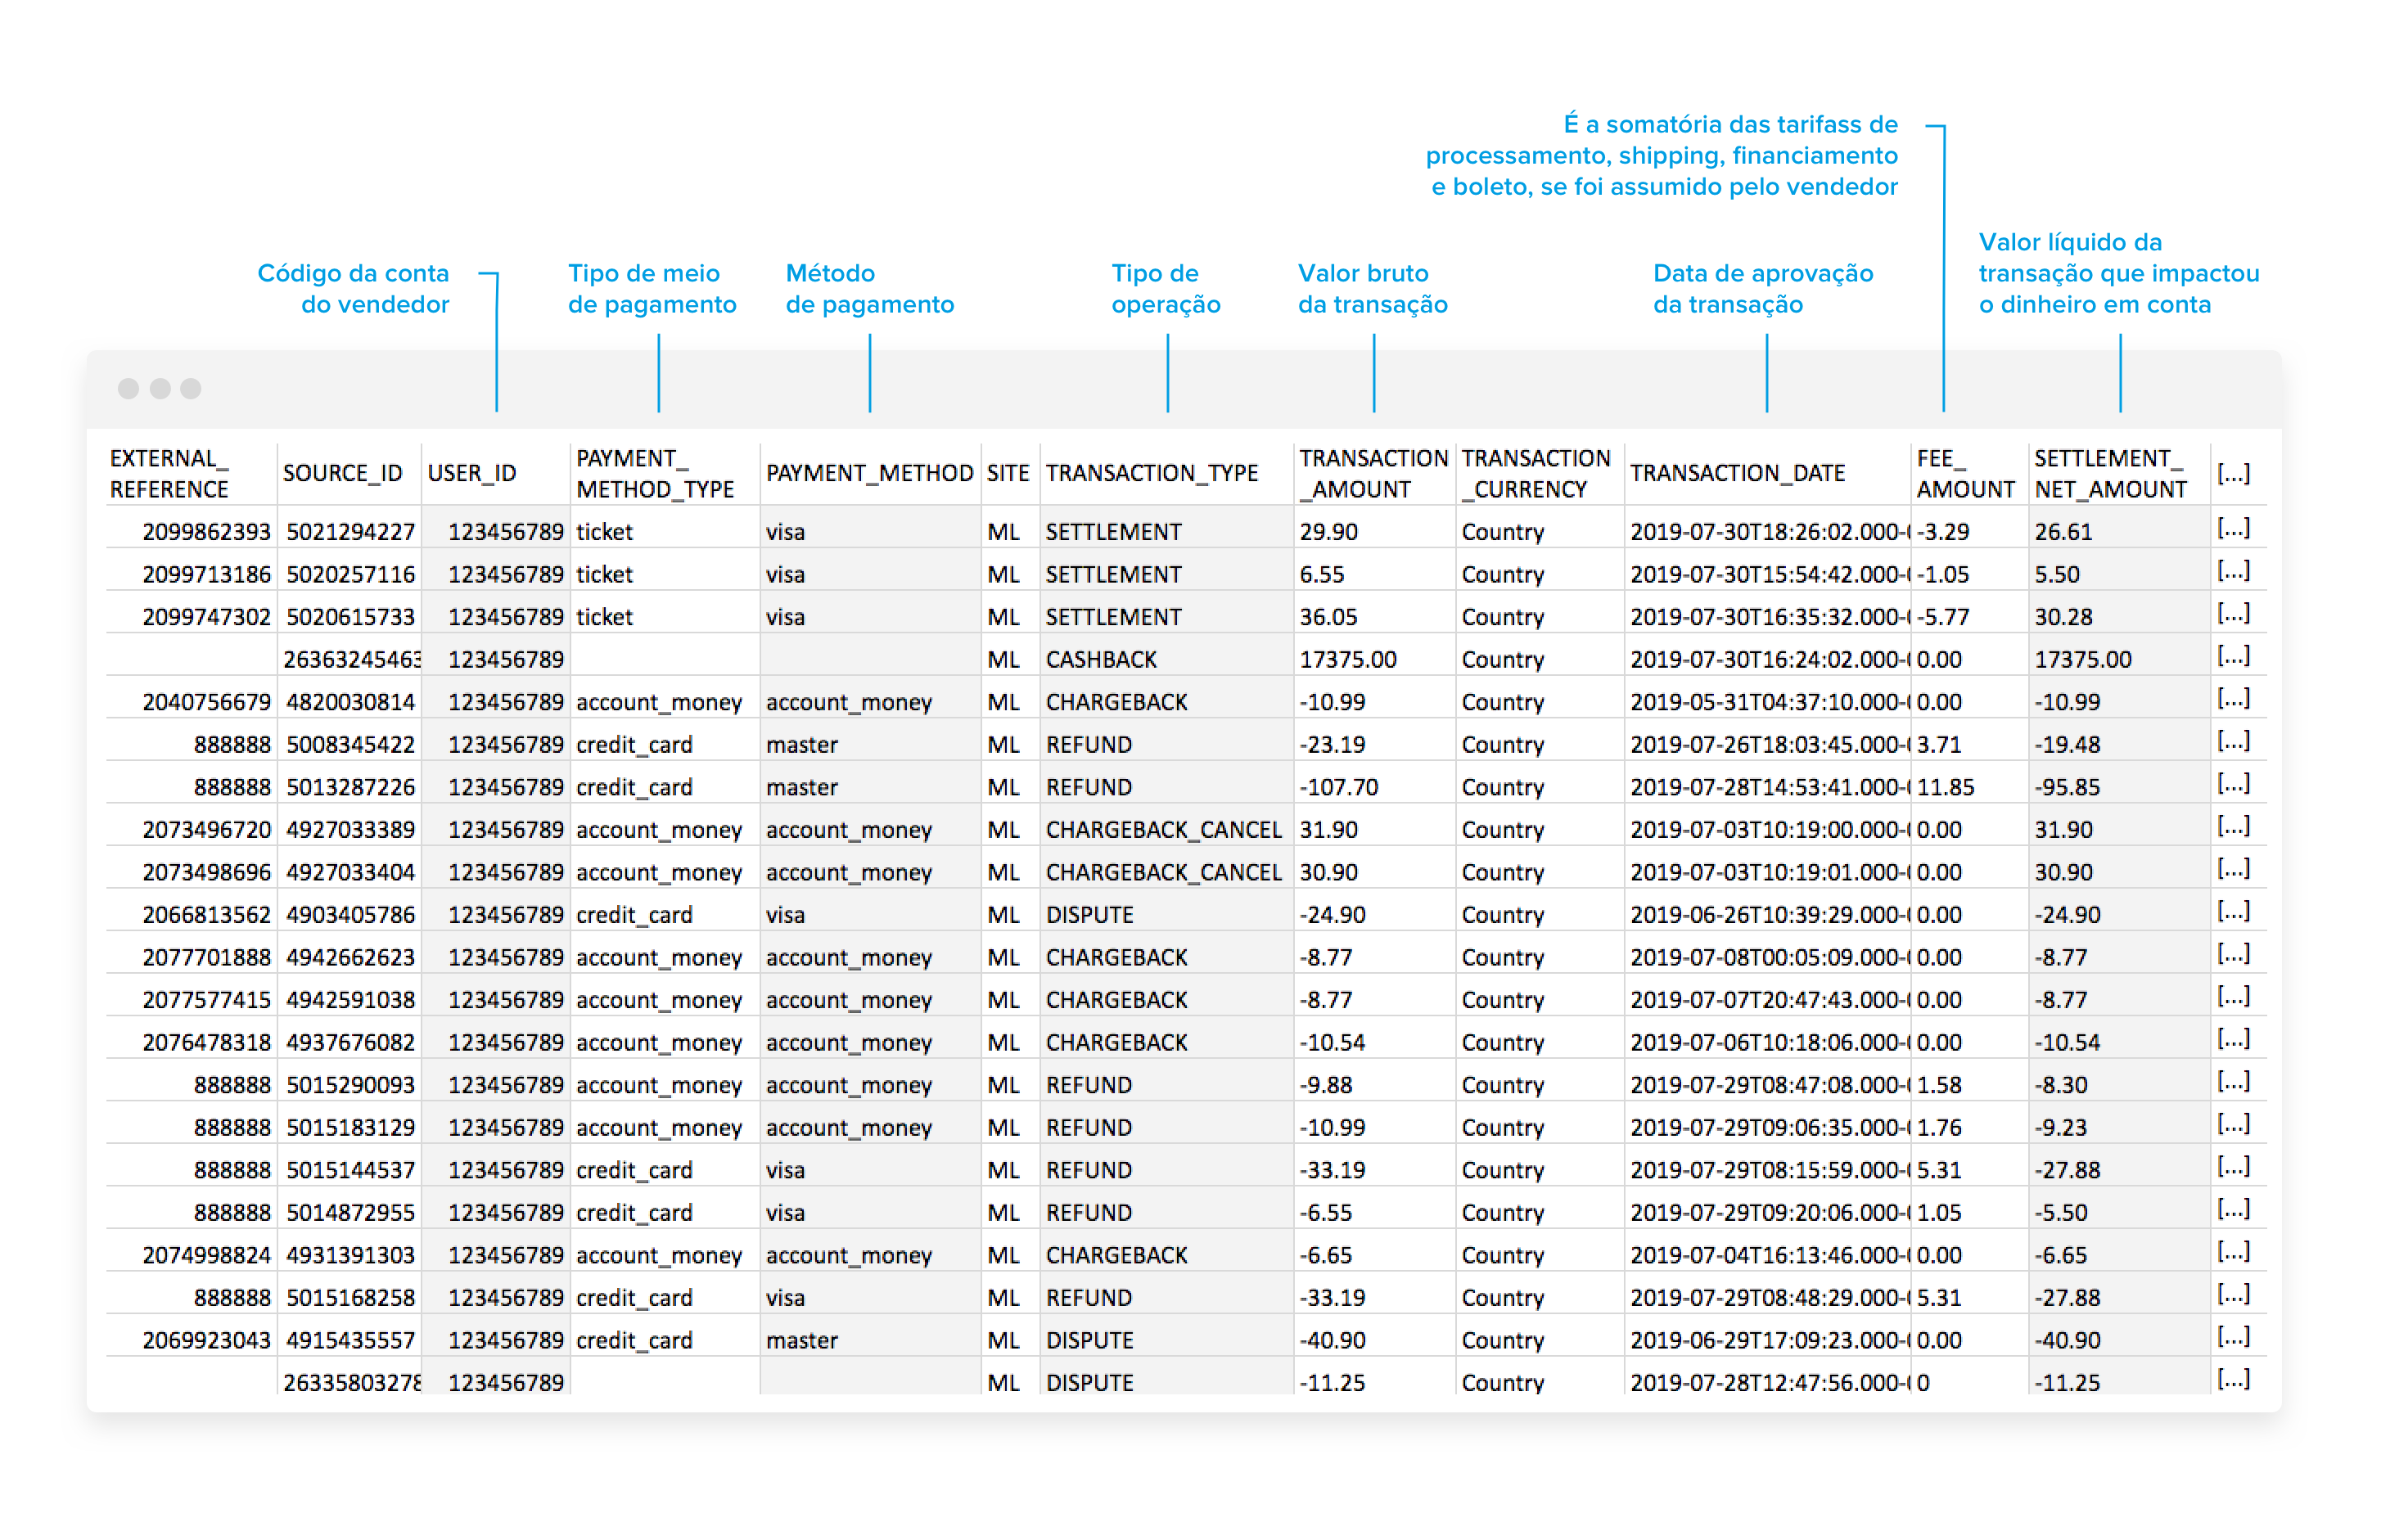 É a somatória das tarifass de
processamento, shipping, financiamento
e boleto, se foi assumido pelo vendedor
Código da conta
do vendedor
Tipo de meio
de pagamento
Método
de pagamento
Tipo de
operação
Valor bruto
da transação
Data de aprovação
da transação
Valor líquido da
transação que impactou
o dinheiro em conta
EXTERNAL_
REFERENCE
SOURCE_ID
USER_ID
PAYMENT_
METHOD_TYPE
PAYMENT_METHOD
SITE
TRANSACTION_TYPE
TRANSACTION
_AMOUNT
TRANSACTION
_CURRENCY
TRANSACTION_DATE
FEE_
AMOUNT
SETTLEMENT_
NET_AMOUNT
[...]
2099862393 5021294227 123456789 ticket visa ML SETTLEMENT 29.90 Country 2019-07-30T18:26:02.000- -3.29 26.61 [...]
2099713186 5020257116 123456789 ticket visa ML SETTLEMENT 6.55 Country 2019-07-30T15:54:42.000- -1.05 5.50 [...]
2099747302 5020615733 123456789 ticket visa ML SETTLEMENT 36.05 Country 2019-07-30T16:35:32.000- -5.77 30.28 [...]
26363245463 123456789 ML CASHBACK 17375.00 Country 2019-07-30T16:24:02.000- 0.00 17375.00 [...]
2040756679 4820030814 123456789 account_money account_money ML CHARGEBACK -10.99 Country 2019-05-31T04:37:10.000- 0.00 -10.99 [...]
888888 5008345422 123456789 credit_card master ML REFUND -23.19 Country 2019-07-26T18:03:45.000- 3.71 -19.48 [...]
888888 5013287226 123456789 credit_card master ML REFUND -107.70 Country 2019-07-28T14:53:41.000- 11.85 -95.85 [...]
2073496720 4927033389 123456789 account_money account_money ML CHARGEBACK_CANCEL 31.90 Country 2019-07-03T10:19:00.000- 0.00 31.90 [...]
2073498696 4927033404 123456789 account_money account_money ML CHARGEBACK_CANCEL 30.90 Country 2019-07-03T10:19:01.000- 0.00 30.90 [...]
2066813562 4903405786 123456789 credit_card visa ML DISPUTE -24.90 Country 2019-06-26T10:39:29.000- 0.00 -24.90 [...]
2077701888 4942662623 123456789 account_money account_money ML CHARGEBACK -8.77 Country 2019-07-08T00:05:09.000- 0.00 -8.77 [...]
2077577415 4942591038 123456789 account_money account_money ML CHARGEBACK -8.77 Country 2019-07-07T20:47:43.000- 0.00 -8.77 [...]
2076478318 4937676082 123456789 account_money account_money ML CHARGEBACK -10.54 Country 2019-07-06T10:18:06.000- 0.00 -10.54 [...]
888888 5015290093 123456789 account_money account_money ML REFUND -9.88 Country 2019-07-29T08:47:08.000- 1.58 -8.30 [...]
888888 5015183129 123456789 account_money account_money ML REFUND -10.99 Country 2019-07-29T09:06:35.000- 1.76 -9.23 [...]
888888 5015144537 123456789 credit_card visa ML REFUND -33.19 Country 2019-07-29T08:15:59.000- 5.31 -27.88 [...]
888888 5014872955 123456789 credit_card visa ML REFUND -6.55 Country 2019-07-29T09:20:06.000- 1.05 -5.50 [...]
2074998824 4931391303 123456789 account_money account_money ML CHARGEBACK -6.65 Country 2019-07-04T16:13:46.000- 0.00 -6.65 [...]
888888 5015168258 123456789 credit_card visa ML REFUND -33.19 Country 2019-07-29T08:48:29.000- 5.31 -27.88 [...]
2069923043 4915435557 123456789 credit_card master ML DISPUTE -40.90 Country 2019-06-29T17:09:23.000- 0.00 -40.90 [...]
26335803278 123456789 ML DISPUTE -11.25 Country 2019-07-28T12:47:56.000- 0 -11.25 [...]